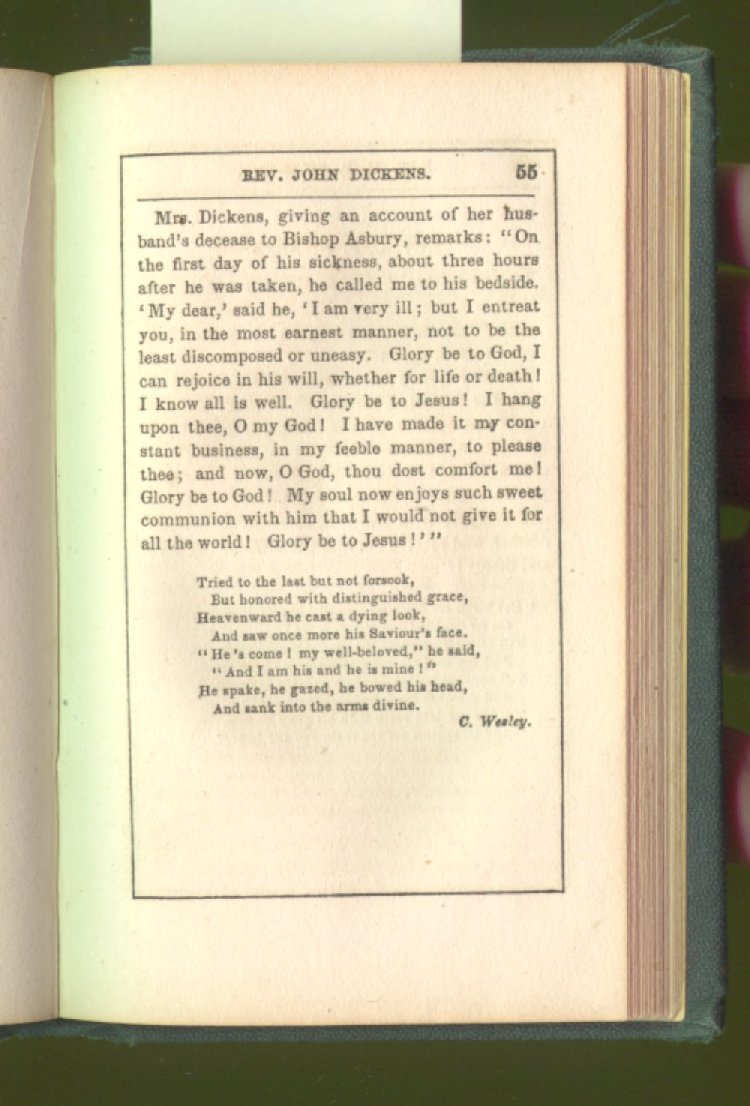 REV. JOHN DICKENS. 55
Mrs. Dickens, giving an account of her hus-
band's decease to Bishop Asbury, remarks: "On
the first day of his sickness, about three hours
after he was taken, he called me to his bedside.
'My dear,' said he, 'I am very ill; but I entreat
you, in the most earnest manner, not to be the
least discomposed or uneasy. Glory be to God, I
can rejoice in his will, whether for life or death!
I know all is well. Glory be to Jesus! I hang
upon thee, O my God! I have made it my con-
stant business, in my feeble manner, to please
thee; and now, O God, thou dost comfort me!
Glory be to God! My soul now enjoys such sweet
communion with him that I would not give it for
all the world! Glory be to Jesus!'"
Tried to the last but not forsook,
But honored with distinguished grace,
Heavenward he cast a dying look,
And saw once more his Saviour's face.
"He's come! my well-beloved," he said,
"And I am his and he is mine!"
He spake, he gazed, he bowed his head,
And sank into the arms divine.
C. Wesley.